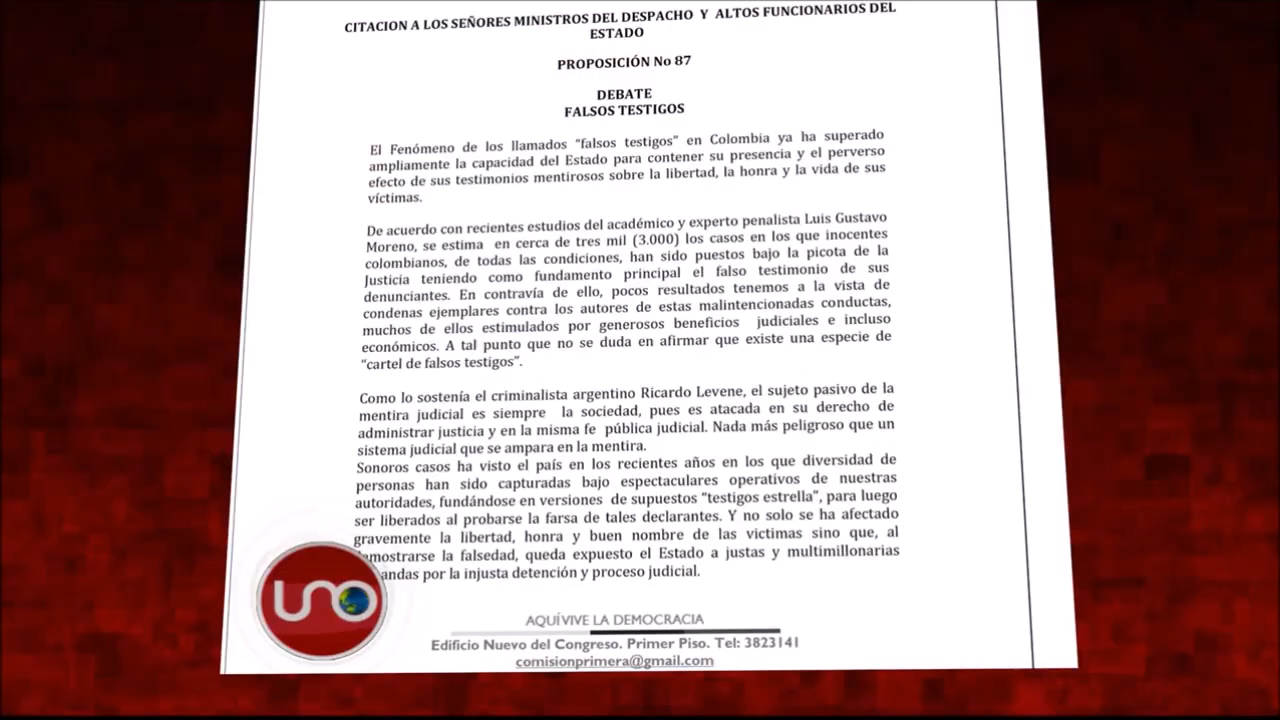 CITACION A LOS SEÑORES MINISTROS DEL DESPACHO Y ALTOS FUNCIONARIOS DEL
ESTADO
PROPOSICIÓN No 87
DEBATE
FALSOS TESTIGOS
El Fenómeno de los llamados "falsos testigos" en Colombia ya ha superado
ampliamente la capacidad del Estado para contener su presencia y el perverso
efecto de sus testimonios mentirosos sobre la libertad, la honra y la vida de sus
víctimas.
De acuerdo con recientes estudios del académico y experto penalista Luis Gustavo
Moreno, se estima en cerca de tres mil (3.000) los casos en los que inocentes
colombianos, de todas las condiciones, han sido puestos bajo la picota de la
Justicia teniendo como fundamento principal el falso testimonio de sus
denunciantes. En contravía de ello, pocos resultados tenemos a la vista de
condenas ejemplares contra los autores de estas malintencionadas conductas,
muchos de ellos estimulados por generosos beneficios judiciales e incluso
económicos. A tal punto que no se duda en afirmar que existe una especie de
"cartel de falsos testigos".
Como lo sostenía el criminalista argentino Ricardo Levene, el sujeto pasivo de la
mentira judicial es siempre la sociedad, pues es atacada en su derecho de
administrar justicia y en la misma fe pública judicial. Nada más peligroso que un
sistema judicial que se ampara en la mentira.
Sonoros casos ha visto el país en los recientes años en los que diversidad de
personas han sido capturadas bajo espectaculares operativos de nuestras
autoridades, fundándose en versiones de supuestos "testigos estrella", para luego
ser liberados al probarse la farsa de tales declarantes. Y no solo se ha afectado
gravemente la libertad, honra y buen nombre de las victimas sino que, al
mostrarse la falsedad, queda expuesto el Estado a justas y multimillonarias
andas por la injusta detención y proceso judicial.
UNO
AQUÍ VIVE LA DEMOCRACIA
Edificio Nuevo del Congreso. Primer Piso. Tel: 3823141
comisionprimera@gmail.com